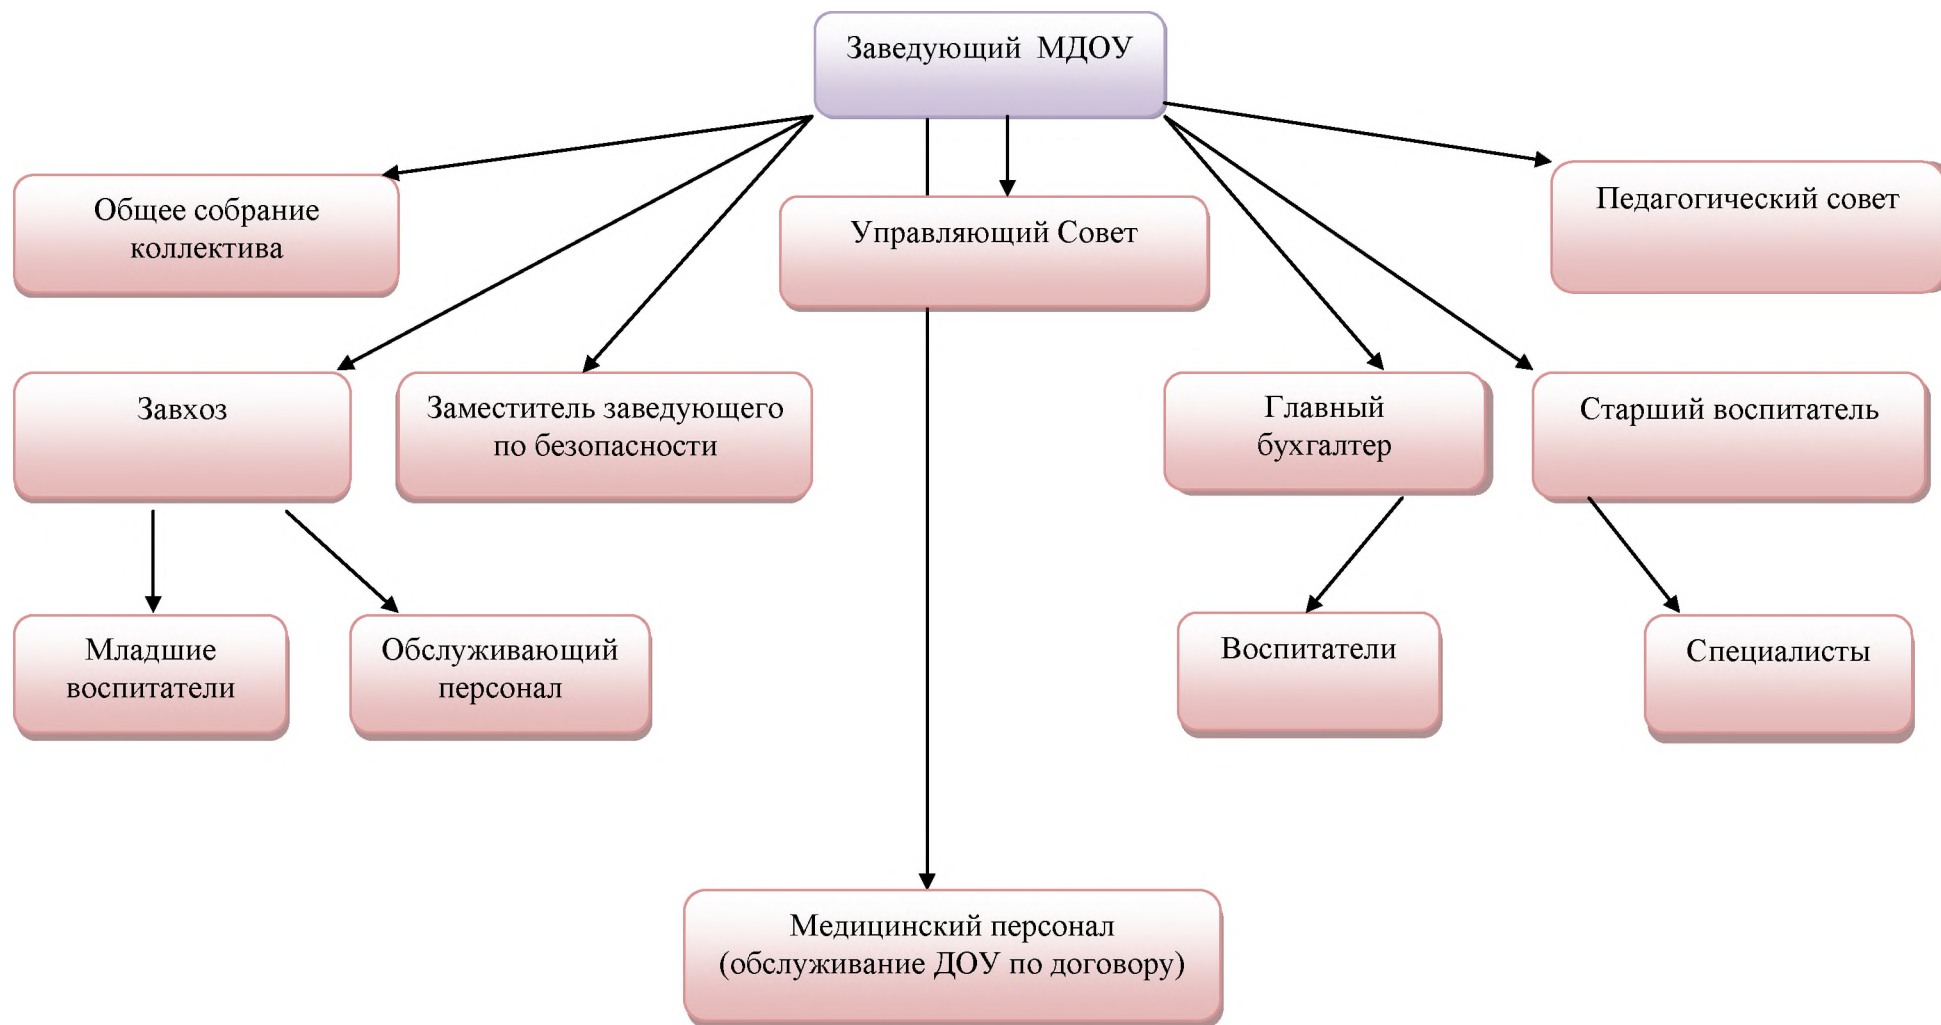 Заведующий МДОУ
Общее собрание
коллектива
Управляющий Совет
Педагогический совет
Завхоз
Заместитель заведующего
по безопасности
Главный
бухгалтер
Старший воспитатель
Младшие
воспитатели
Обслуживающий
персонал
Воспитатели
Специалисты
Медицинский персонал
(обслуживание ДОУ по договору)